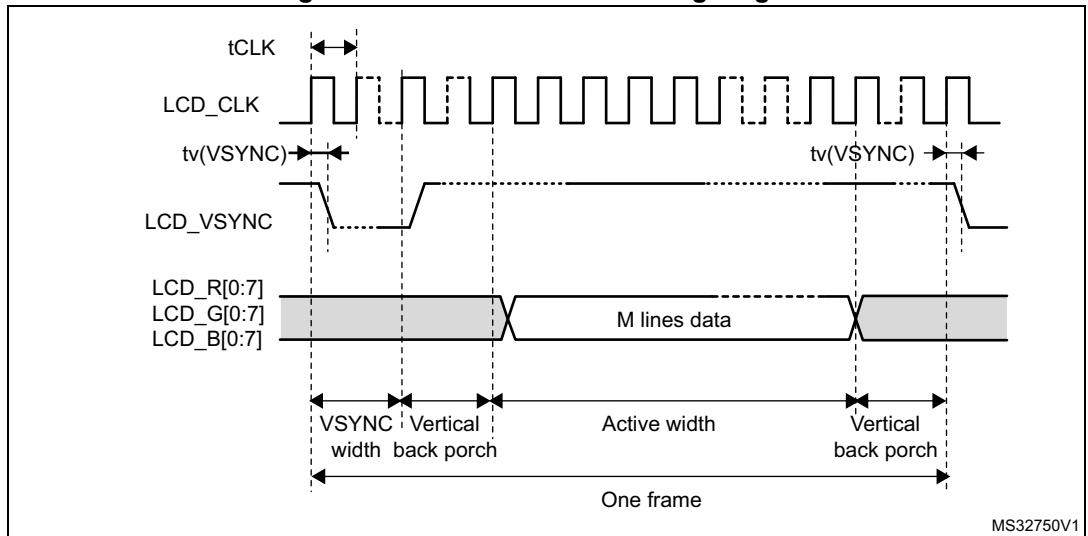 tCLK
LCD_CLK
tv(VSYNC)
tv(VSYNC)
LCD_VSYNC
LCD_R[0:7]
LCD_G[0:7]
LCD_B[0:7]
M lines data
VSYNC width
Vertical back porch
Active width
Vertical back porch
One frame
MS32750V1